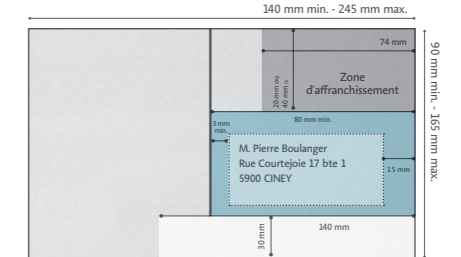 140 mm min. - 245 mm max.
74 mm
Zone
d'affranchissement
20 mm ou
40 mm
80 mm min.
3 mm
min.
M. Pierre Boulanger
Rue Courtejoie 17 bte 1
5900 CINEY
15 mm
140 mm
30 mm
90 mm min. - 165 mm max.